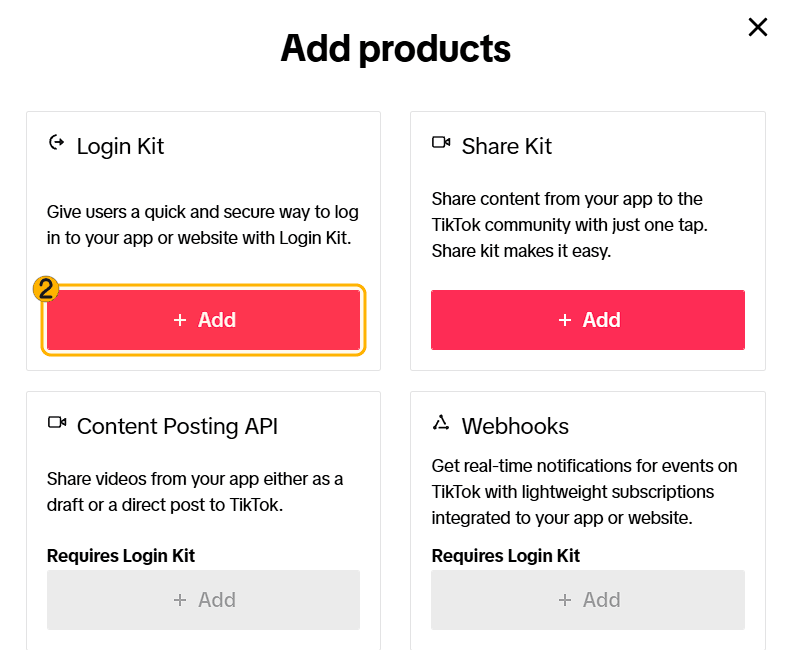 Add products
Login Kit
Give users a quick and secure way to log
in to your app or website with Login Kit.
2
+ Add
Share Kit
Share content from your app to the
TikTok community with just one tap.
Share kit makes it easy.
+ Add
Content Posting API
Share videos from your app either as a
draft or a direct post to TikTok.
Requires Login Kit
+ Add
Webhooks
Get real-time notifications for events on
TikTok with lightweight subscriptions
integrated to your app or website.
Requires Login Kit
+ Add